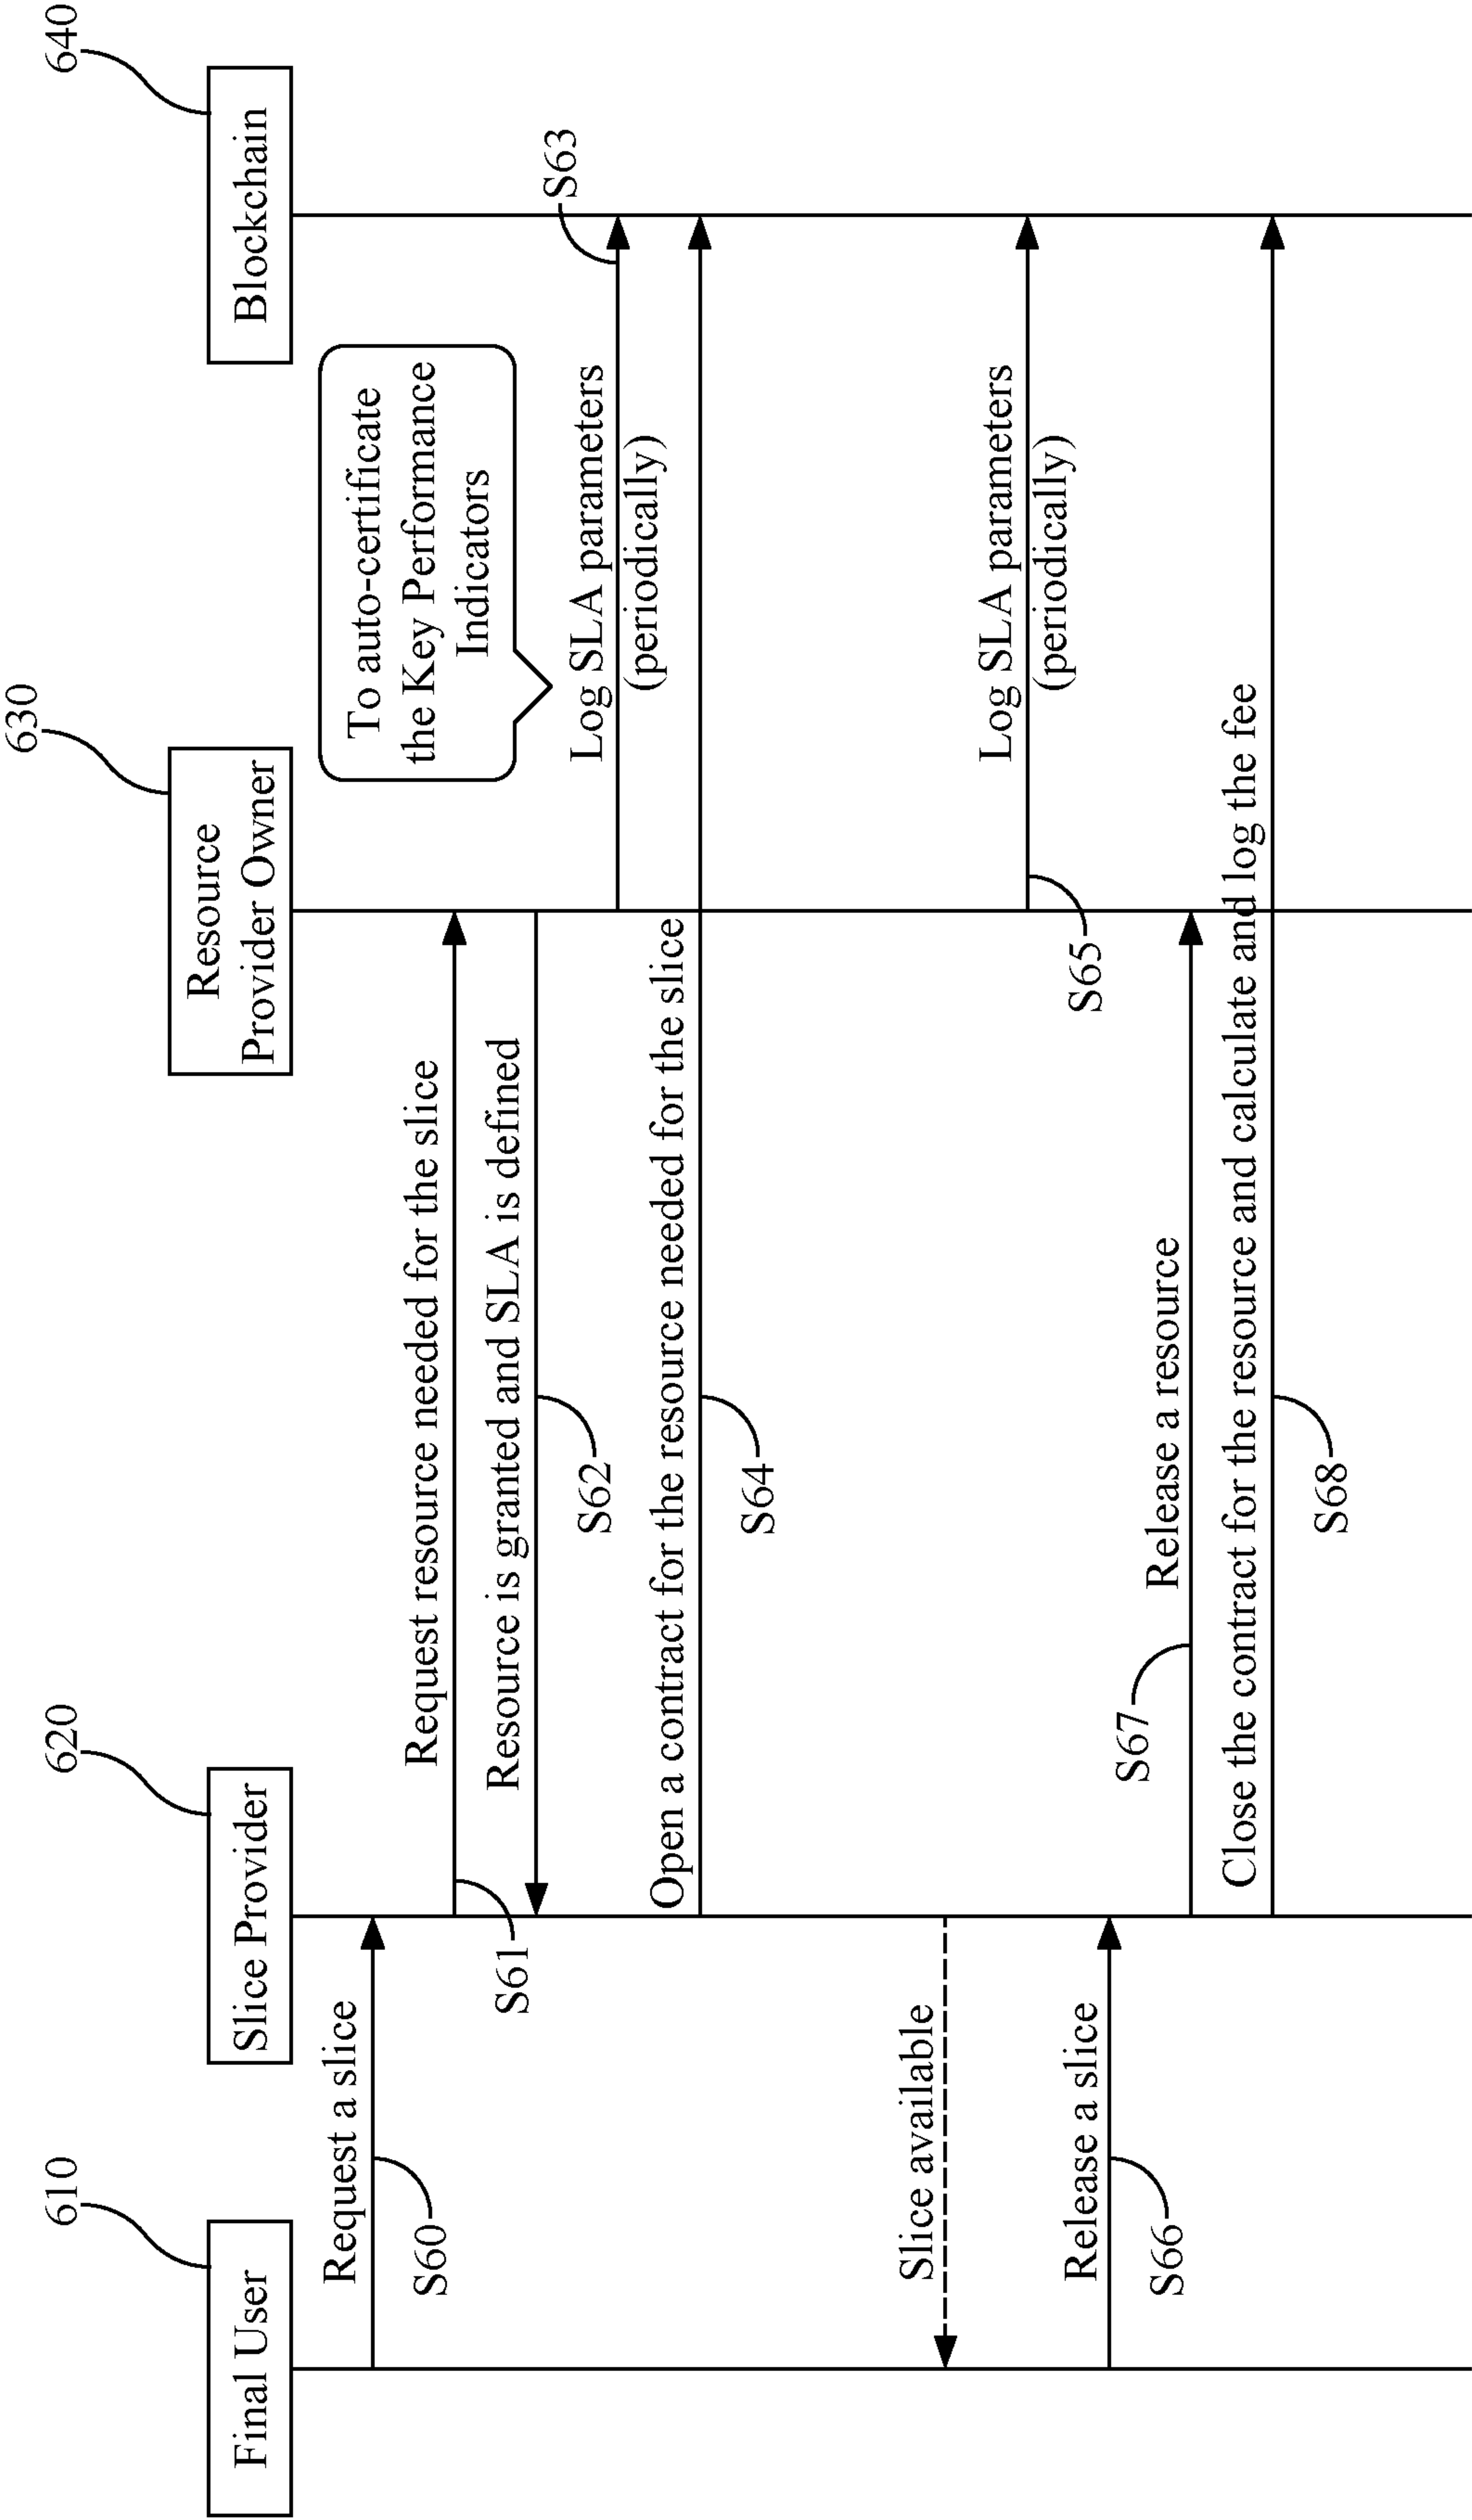 610
620
630
640
Final User
Slice Provider
Resource
Provider Owner
Blockchain
Request a slice
S60
To auto-certificate
the Key Performance
Indicators
Request resource needed for the slice
S61
Resource is granted and SLA is defined
S62
Log SLA parameters
(periodically)
S63
Open a contract for the resource needed for the slice
S64
Slice available
Log SLA parameters
(periodically)
S65
Release a slice
S66
Release a resource
S67
Close the contract for the resource and calculate and log the fee
S68